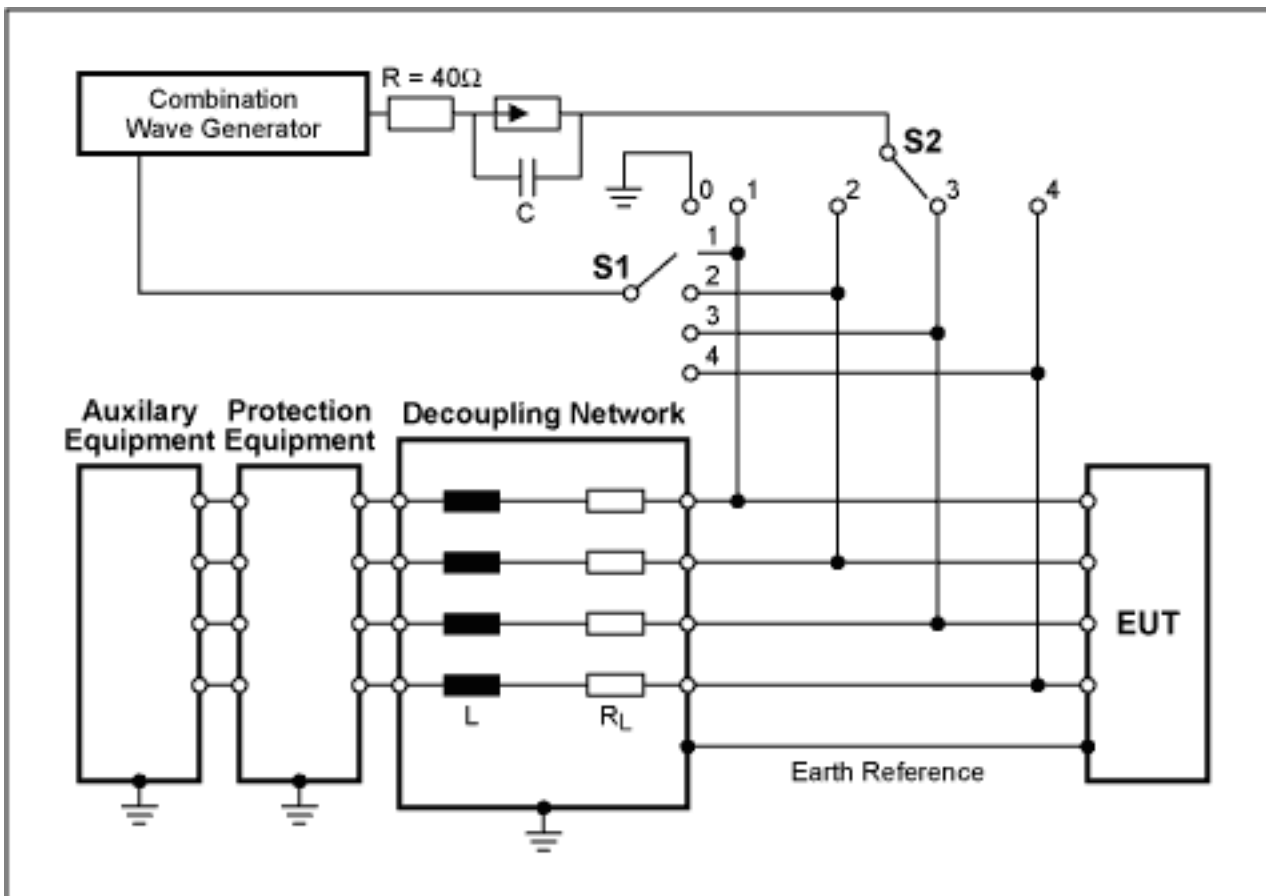 R = 40Ω
Combination
Wave Generator
C
S2
0
1
2
3
4
S1
1
2
3
4
Auxilary
Equipment
Protection
Equipment
Decoupling Network
L
RL
EUT
Earth Reference